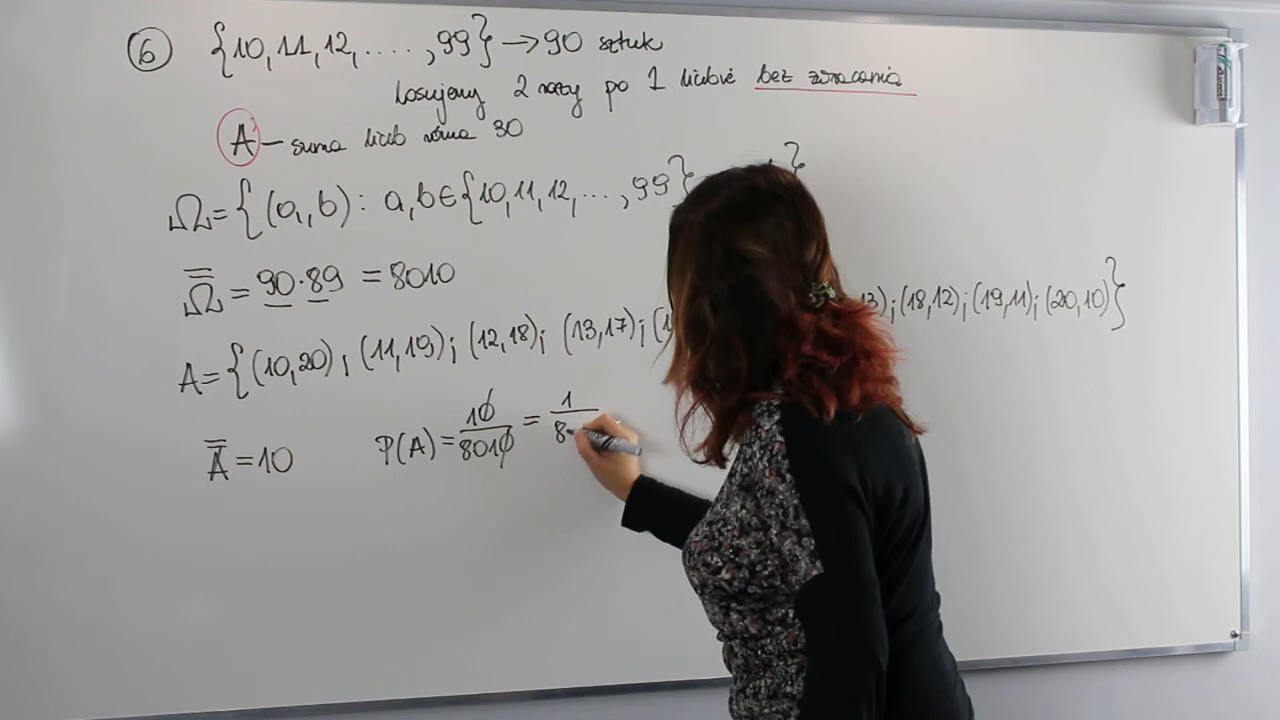 6 {10, 11, 12, ...., 99} → 90 sztuk
Losujemy 2 razy po 1 liczbie bez zwracania
A – suma liczb równa 30
Ω = { (a, b) : a, b ∈ {10, 11, 12, ..., 99} }
Ω̿ = 90 · 89 = 8010
A = { (10,20) ; (11,19) ; (12,18) ; (13,17) ; (1 3) ; (18,12) ; (19,11) ; (20,10) }
A̿ = 10 P(A) = 10/8010 = 1/8